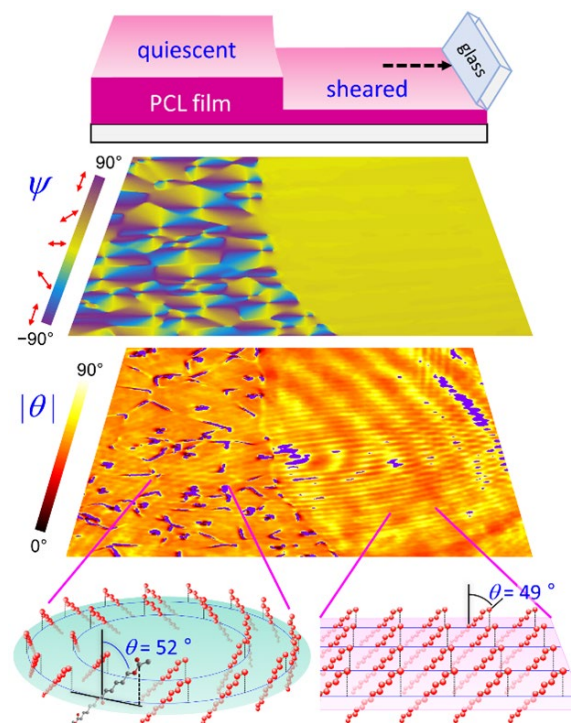 quiescent
glass
PCL film
sheared
ψ
90°
−90°
|θ|
90°
0°
θ = 52 °
θ = 49 °